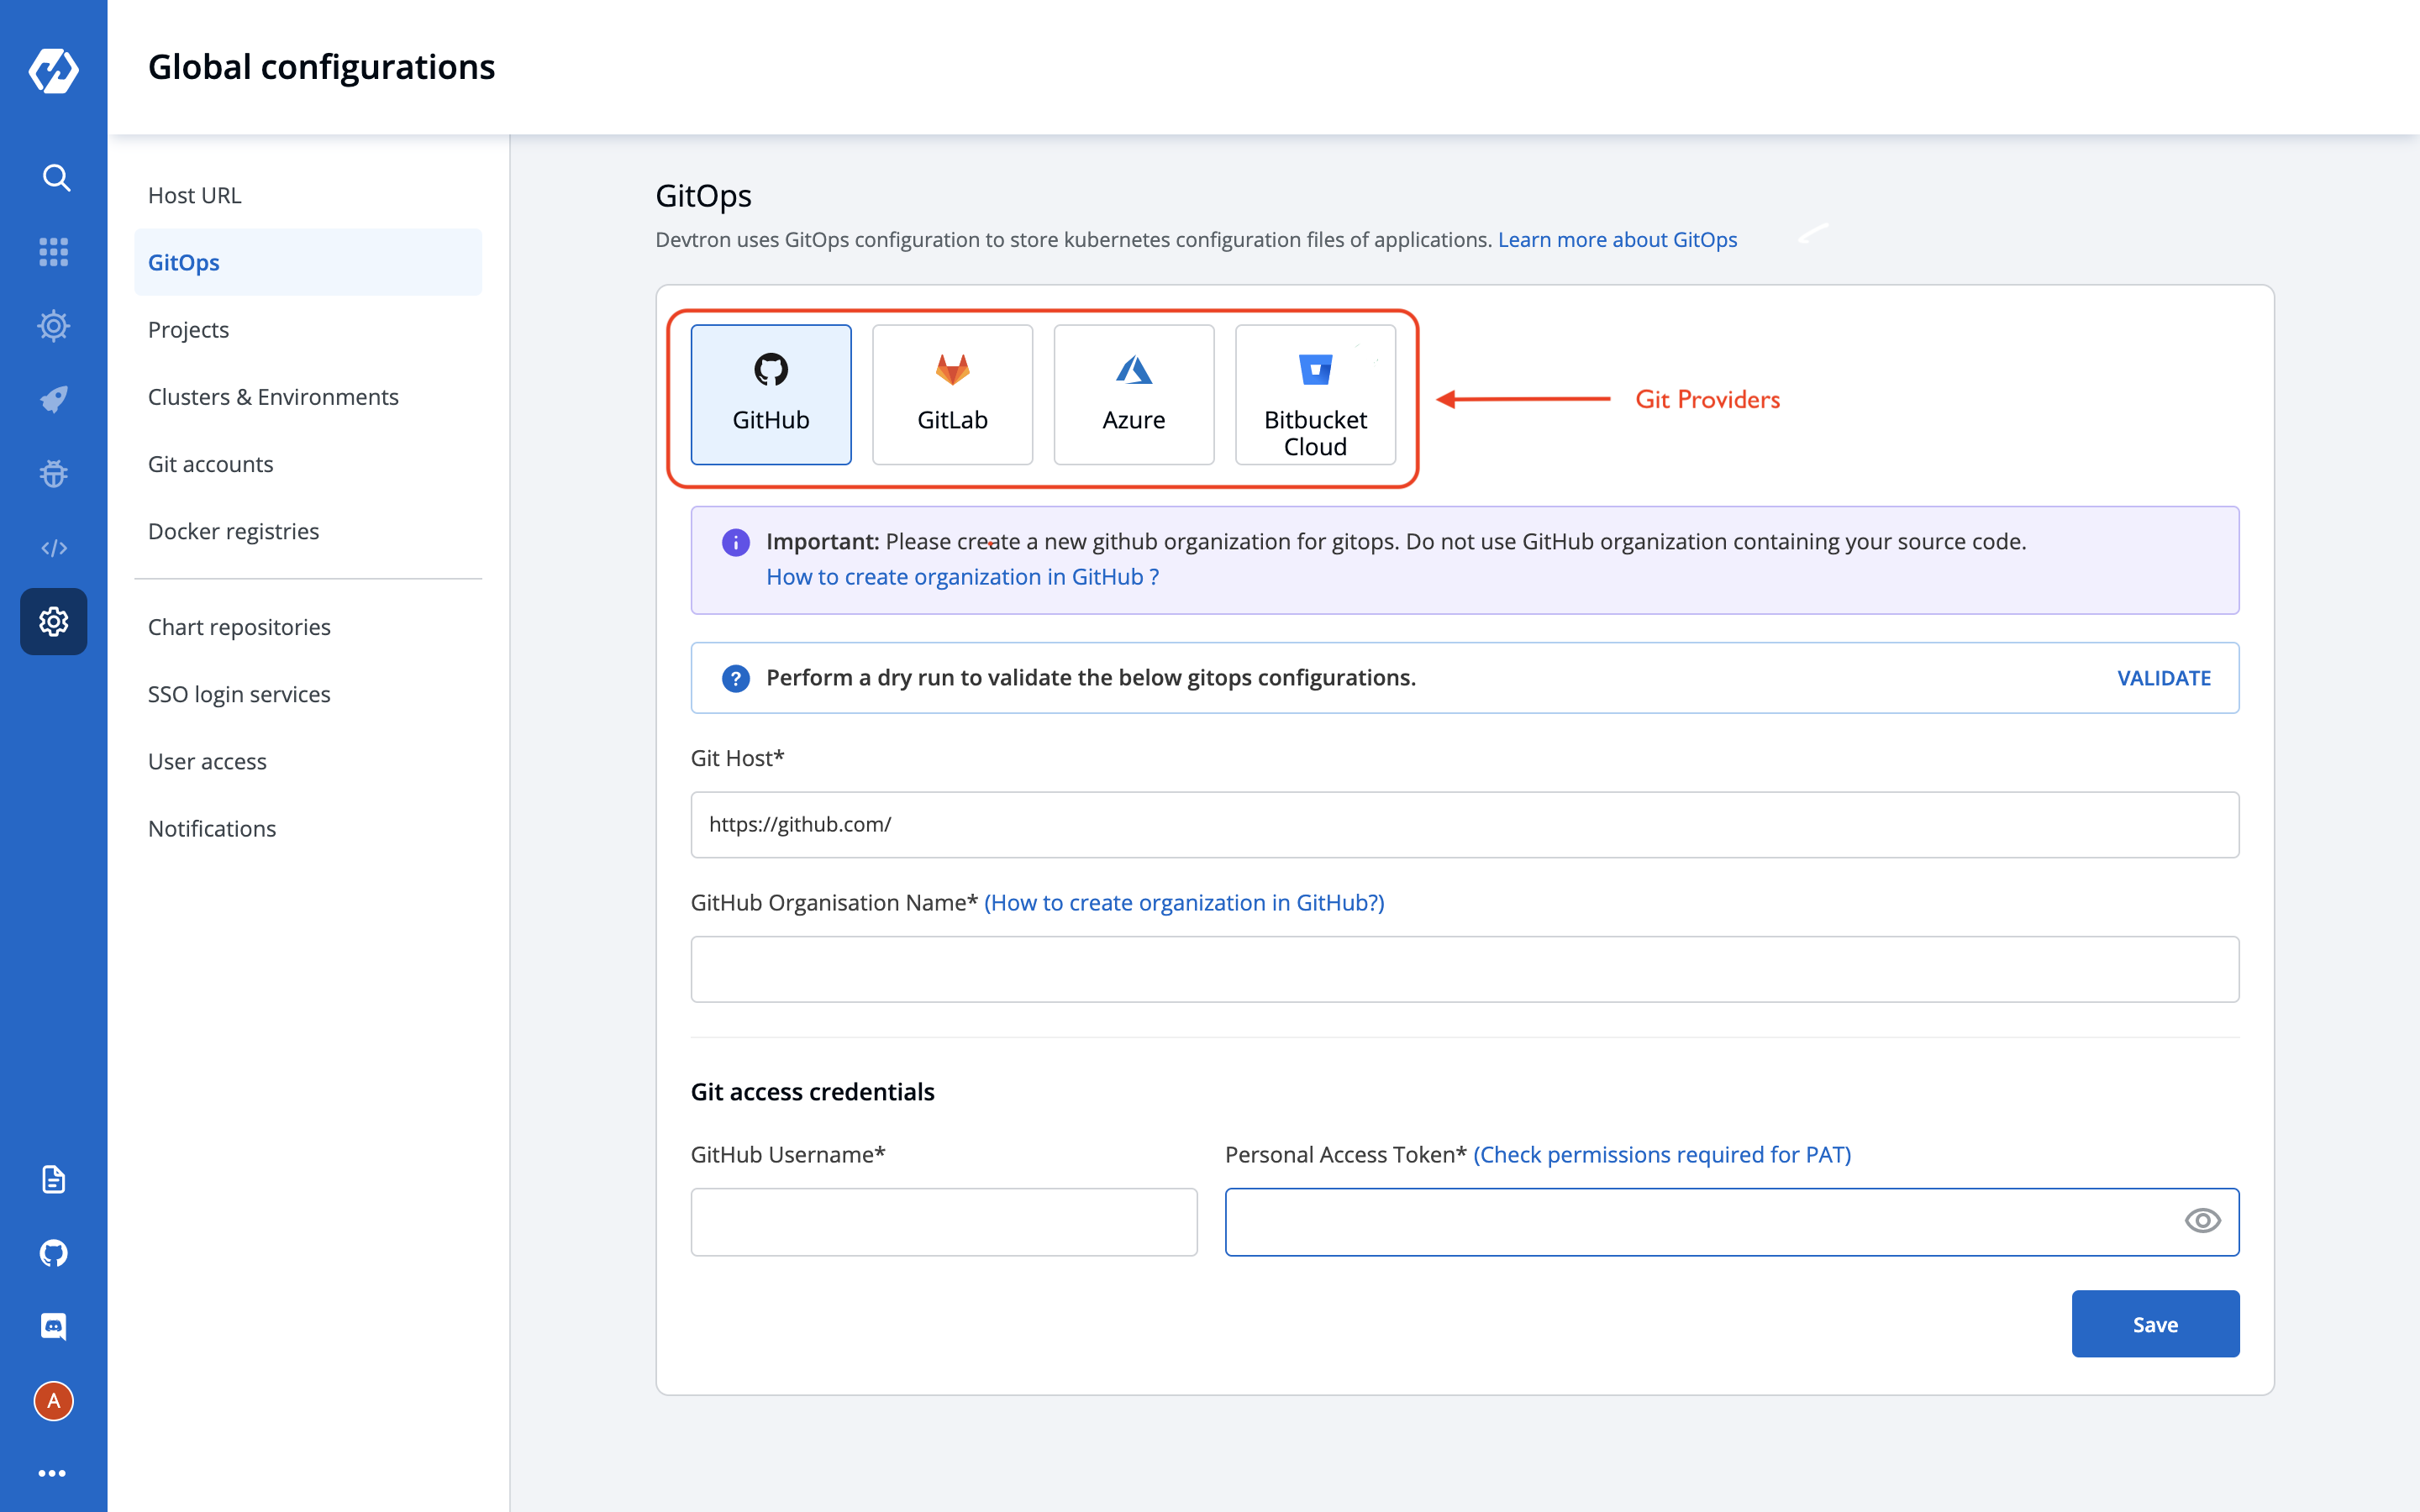 Global configurations
Host URL
GitOps
Projects
Clusters & Environments
Git accounts
Docker registries
Chart repositories
SSO login services
User access
Notifications
A
GitOps
Devtron uses GitOps configuration to store kubernetes configuration files of applications. Learn more about GitOps
GitHub
GitLab
Azure
Bitbucket
Cloud
Git Providers
Important: Please create a new github organization for gitops. Do not use GitHub organization containing your source code.
How to create organization in GitHub ?
Perform a dry run to validate the below gitops configurations.
VALIDATE
Git Host*
https://github.com/
GitHub Organisation Name* (How to create organization in GitHub?)
Git access credentials
GitHub Username*
Personal Access Token* (Check permissions required for PAT)
Save